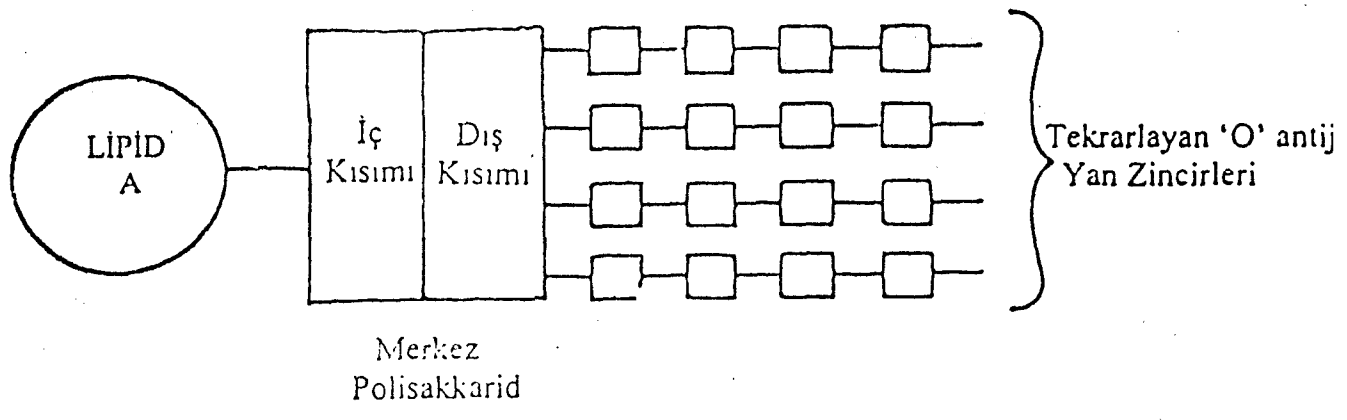 LİPİD
A
İç
Kısımı
Dış
Kısımı
Tekrarlayan 'O' antij
Yan Zincirleri
Merkez
Polisakkarid